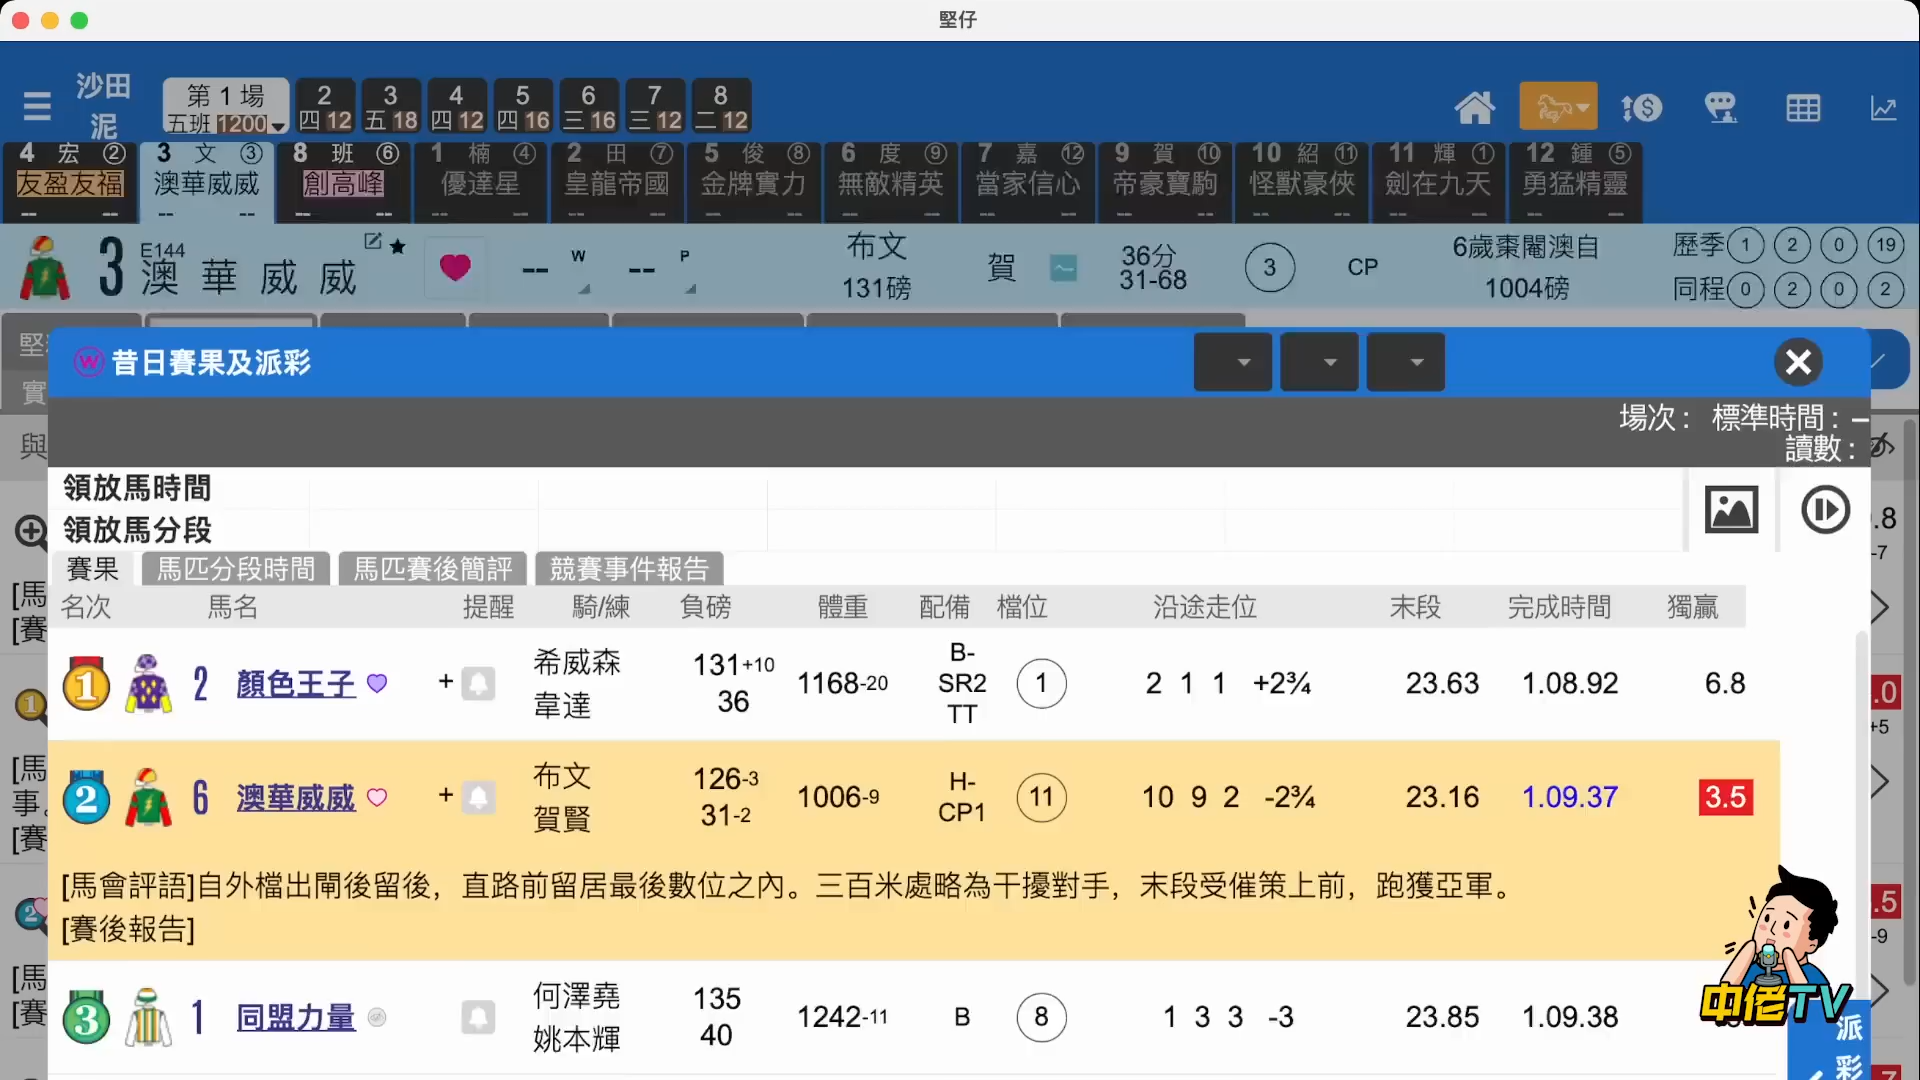 堅仔
沙田
泥
第 1 場
五班 1200
2
四 12
3
五 18
4
四 12
5
四 16
6
三 16
7
三 12
8
二 12
4 宏 ②
友盈友福
-- --
3 文 ③
澳華威威
-- --
8 班 ⑥
創高峰
-- --
1 楠 ④
優達星
-- --
2 田 ⑦
皇龍帝國
-- --
5 俊 ⑧
金牌實力
-- --
6 度 ⑨
無敵精英
-- --
7 嘉 ⑫
當家信心
-- --
9 賀 ⑩
帝豪寶駒
-- --
10 紹 ⑪
怪獸豪俠
-- --
11 輝 ①
劍在九天
-- --
12 鍾 ⑤
勇猛精靈
-- --
3
E144
澳華威威
-- W
-- P
布文
131磅
賀
36分
31-68
3
CP
6歲棗閹澳自
1004磅
歷季 1 2 0 19
同程 0 2 0 2
實
與
昔日賽果及派彩
場次 : 標準時間 : –
讀數 :
領放馬時間
領放馬分段
賽果 馬匹分段時間 馬匹賽後簡評 競賽事件報告
名次 馬名 提醒 騎/練 負磅 體重 配備 檔位 沿途走位 末段 完成時間 獨贏
1 2 顏色王子 + 希威森 韋達 131+10 36 1168-20 B-SR2 TT 1 2 1 1 +2¾ 23.63 1.08.92 6.8
2 6 澳華威威 + 布文 賀賢 126-3 31-2 1006-9 H-CP1 11 10 9 2 -2¾ 23.16 1.09.37 3.5
[馬會評語]自外檔出閘後留後，直路前留居最後數位之內。三百米處略為干擾對手，末段受催策上前，跑獲亞軍。
[賽後報告]
3 1 同盟力量 何澤堯 姚本輝 135 40 1242-11 B 8 1 3 3 -3 23.85 1.09.38
中佬TV
派
彩